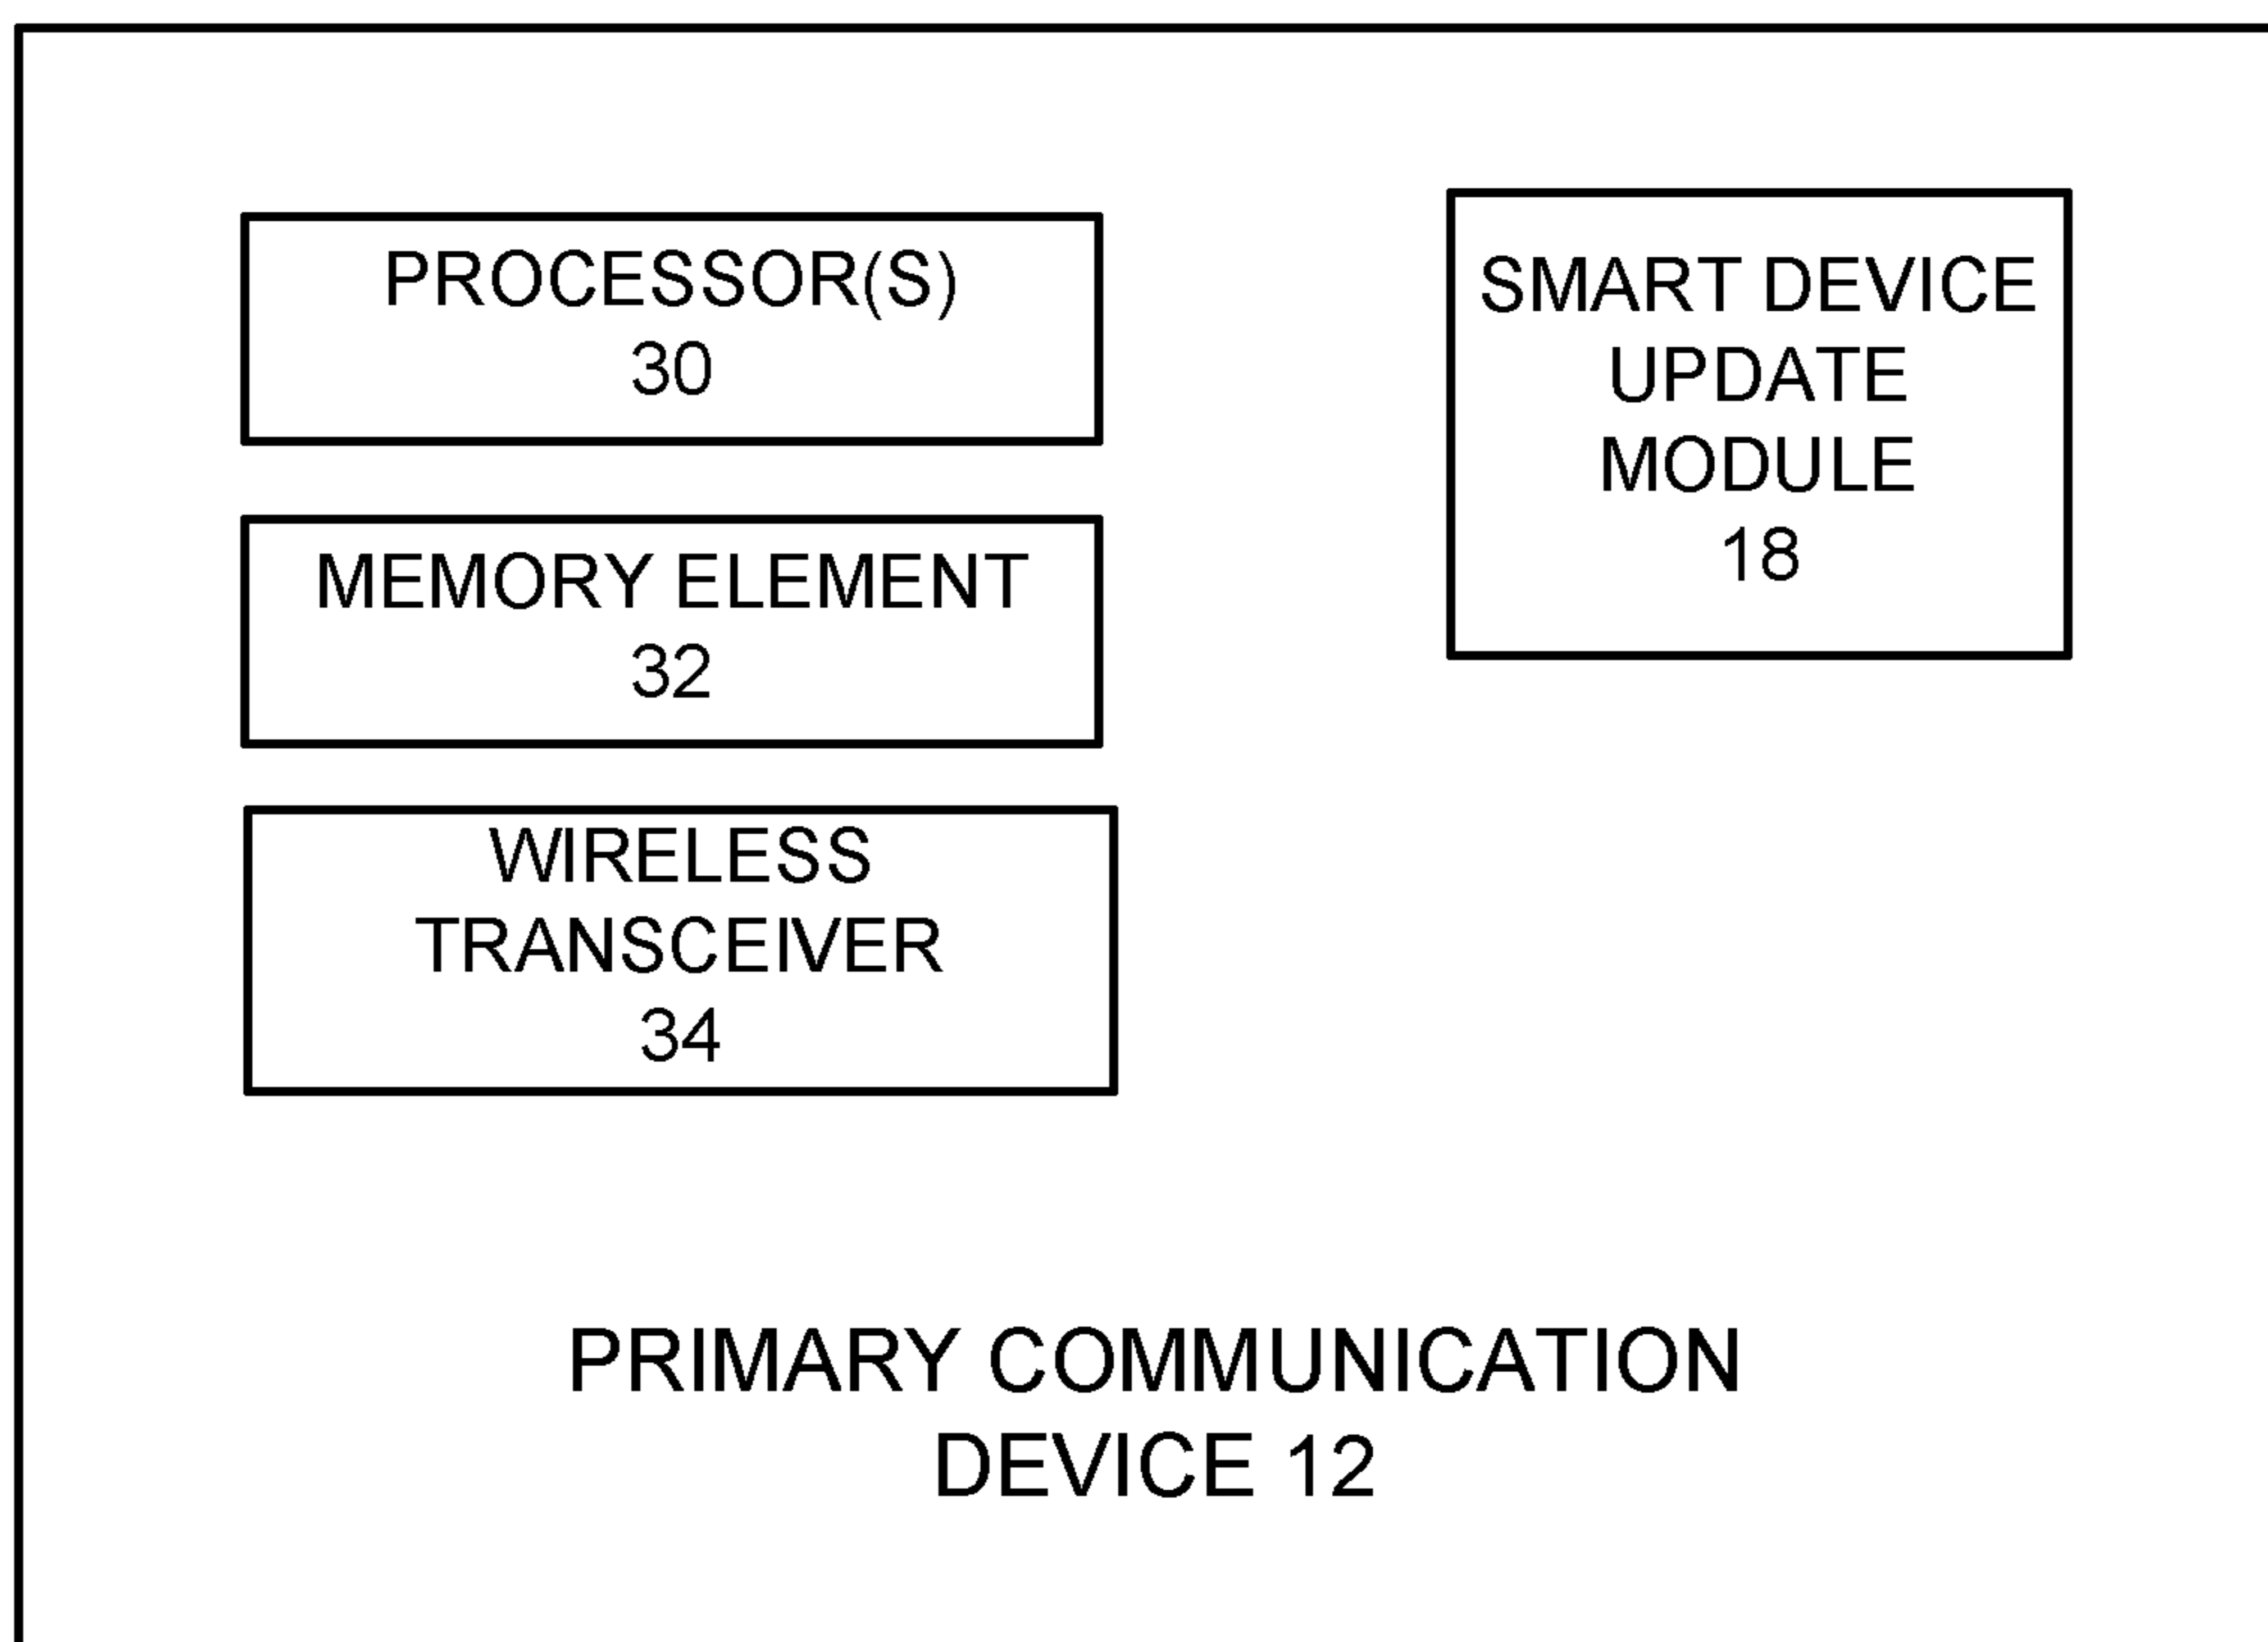 PROCESSOR(S)
30
MEMORY ELEMENT
32
WIRELESS
TRANSCEIVER
34
SMART DEVICE
UPDATE
MODULE
18
PRIMARY COMMUNICATION
DEVICE 12